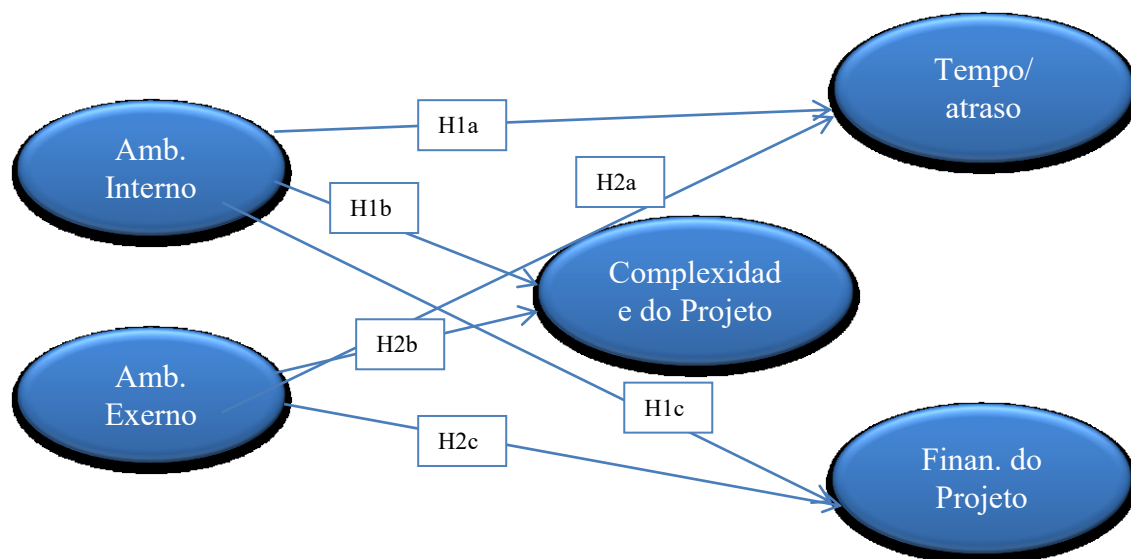 Tempo/
atraso
H1a
Amb.
Interno
H2a
H1b
Complexidad
e do Projeto
H2b
Amb.
Exerno
H1c
H2c
Finan. do
Projeto